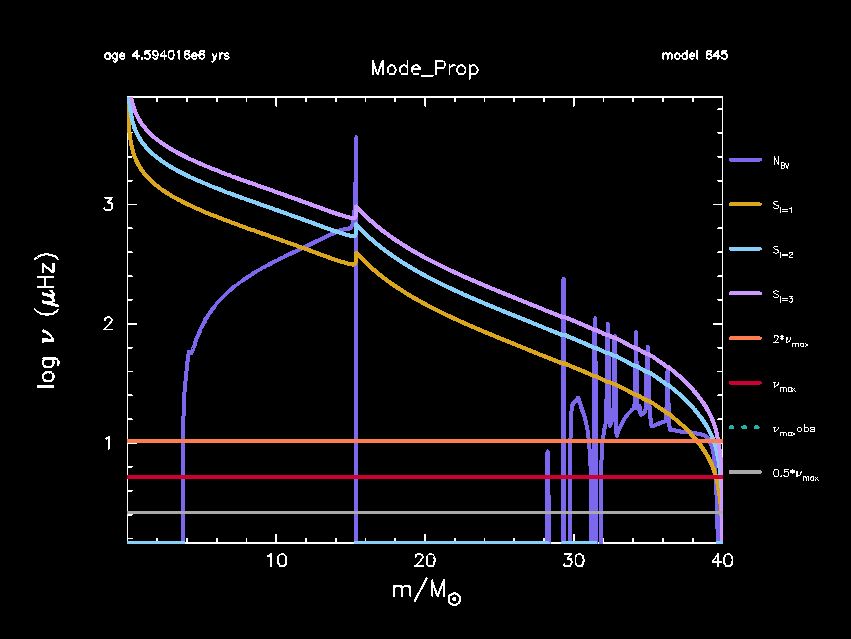 age 4.594016e6 yrs
model 645
Mode_Prop
log ν (μHz)
3
2
1
10
20
30
40
m/M⊙
N_BV
S_l=1
S_l=2
S_l=3
2*ν_max
ν_max
ν_max obs
0.5*ν_max